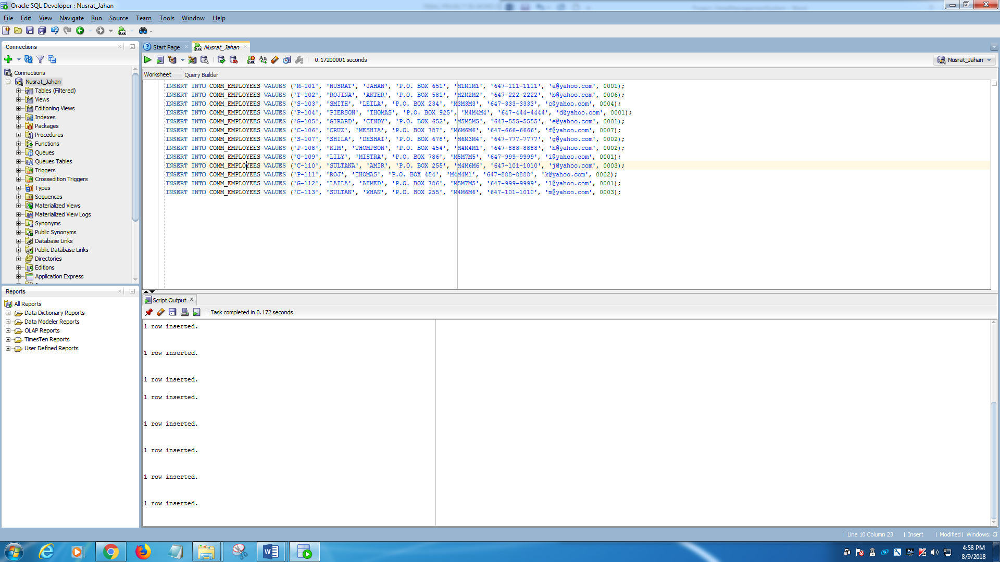 Oracle SQL Developer : Nusrat_Jahan
File Edit View Navigate Run Source Team Tools Window Help
Connections
Connections
Nusrat_Jahan
Tables (Filtered)
Views
Editioning Views
Indexes
Packages
Procedures
Functions
Queues
Queues Tables
Triggers
Crossedition Triggers
Types
Sequences
Materialized Views
Materialized View Logs
Synonyms
Public Synonyms
Database Links
Public Database Links
Directories
Editions
Application Express
Reports
All Reports
Data Dictionary Reports
Data Modeler Reports
OLAP Reports
TimesTen Reports
User Defined Reports
Start Page Nusrat_Jahan
0.17200001 seconds
Nusrat_Jahan
Worksheet Query Builder
INSERT INTO COMM_EMPLOYEES VALUES ('M-101', 'NUSRAT', 'JAHAN', 'P.O. BOX 651', 'M1M1M1', '647-111-1111', 'a@yahoo.com', 0001);
INSERT INTO COMM_EMPLOYEES VALUES ('T-102', 'ROJINA', 'AKTER', 'P.O. BOX 581', 'M2M2M2', '647-222-2222', 'b@yahoo.com', 0006);
INSERT INTO COMM_EMPLOYEES VALUES ('S-103', 'SMITH', 'LEILA', 'P.O. BOX 234', 'M3M3M3', '647-333-3333', 'c@yahoo.com', 0004);
INSERT INTO COMM_EMPLOYEES VALUES ('P-104', 'PIERSON', 'THOMAS', 'P.O. BOX 925', 'M4M4M4', '647-444-4444', 'd@yahoo.com', 0001);
INSERT INTO COMM_EMPLOYEES VALUES ('G-105', 'GIRARD', 'CINDY', 'P.O. BOX 652', 'M5M5M5', '647-555-5555', 'e@yahoo.com', 0001);
INSERT INTO COMM_EMPLOYEES VALUES ('C-106', 'CRUZ', 'MESHIA', 'P.O. BOX 787', 'M6M6M6', '647-666-6666', 'f@yahoo.com', 0007);
INSERT INTO COMM_EMPLOYEES VALUES ('S-107', 'SHILA', 'DESHAI', 'P.O. BOX 678', 'M6M3M4', '647-777-7777', 'g@yahoo.com', 0002);
INSERT INTO COMM_EMPLOYEES VALUES ('P-108', 'KIM', 'THOMPSON', 'P.O. BOX 454', 'M4M4M1', '647-888-8888', 'h@yahoo.com', 0002);
INSERT INTO COMM_EMPLOYEES VALUES ('G-109', 'LILY', 'MISTRA', 'P.O. BOX 786', 'M5M7M5', '647-999-9999', 'i@yahoo.com', 0001);
INSERT INTO COMM_EMPLOYEES VALUES ('C-110', 'SULTANA', 'AMIR', 'P.O. BOX 255', 'M4M6M6', '647-101-1010', 'j@yahoo.com', 0003);
INSERT INTO COMM_EMPLOYEES VALUES ('P-111', 'ROJ', 'THOMAS', 'P.O. BOX 454', 'M4M4M1', '647-888-8888', 'k@yahoo.com', 0002);
INSERT INTO COMM_EMPLOYEES VALUES ('G-112', 'LAILA', 'AHMED', 'P.O. BOX 786', 'M5M7M5', '647-999-9999', 'l@yahoo.com', 0001);
INSERT INTO COMM_EMPLOYEES VALUES ('C-113', 'SULTAN', 'KHAN', 'P.O. BOX 255', 'M4M6M6', '647-101-1010', 'm@yahoo.com', 0003);
Script Output
Task completed in 0.172 seconds
1 row inserted.
1 row inserted.
1 row inserted.
1 row inserted.
1 row inserted.
1 row inserted.
1 row inserted.
1 row inserted.
Line 10 Column 23 | Insert | Modified | Windows: CF
4:58 PM
8/9/2018